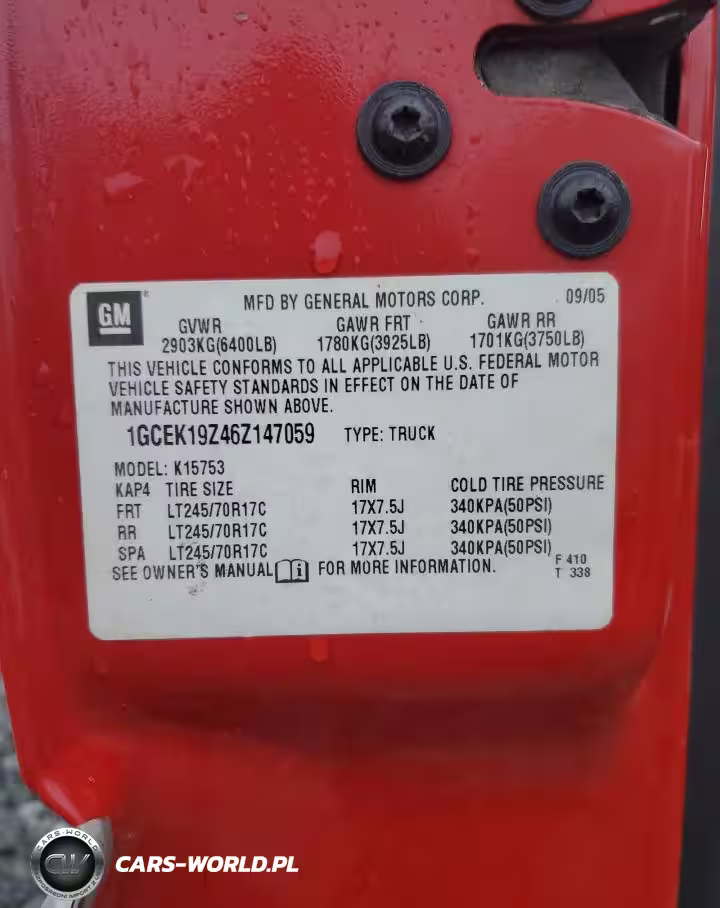 GM
MFD BY GENERAL MOTORS CORP. 09/05
GVWR GAWR FRT GAWR RR
2903KG(6400LB) 1780KG(3925LB) 1701KG(3750LB)
THIS VEHICLE CONFORMS TO ALL APPLICABLE U.S. FEDERAL MOTOR
VEHICLE SAFETY STANDARDS IN EFFECT ON THE DATE OF
MANUFACTURE SHOWN ABOVE.
1GCEK19Z46Z147059 TYPE: TRUCK
MODEL: K15753
KAP4 TIRE SIZE RIM COLD TIRE PRESSURE
FRT LT245/70R17C 17X7.5J 340KPA(50PSI)
RR LT245/70R17C 17X7.5J 340KPA(50PSI)
SPA LT245/70R17C 17X7.5J 340KPA(50PSI)
SEE OWNER'S MANUAL FOR MORE INFORMATION.
F 410
T 338
CARS-WORLD
CW
CARS-WORLD.PL